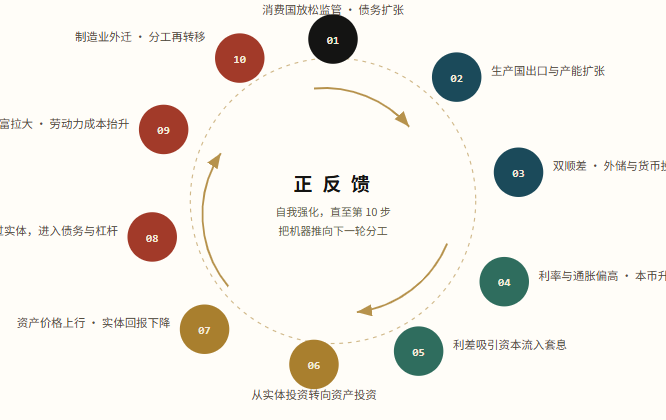 消费国放松监管 · 债务扩张
01
02
生产国出口与产能扩张
03
双顺差 · 外储与货币
04
利率与通胀偏高 · 本币升
05
利差吸引资本流入套息
06
从实体投资转向资产投资
07
资产价格上行 · 实体回报下降
08
实体，进入债务与杠杆
09
富拉大 · 劳动力成本抬升
10
制造业外迁 · 分工再转移
正反馈
自我强化，直至第 10 步
把机器推向下一轮分工